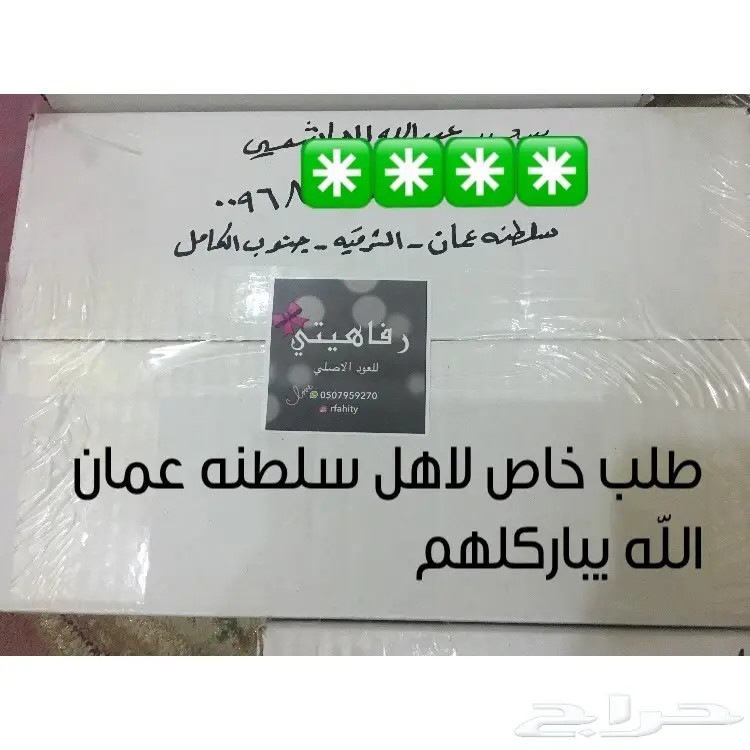 الهاشمي
٠٠٩٦٨
سلطنه عمان - الشرقيه - جنوب الكامل
رفاهيتي
للعود الاصلي
0507959270
rfahity
طلب خاص لاهل سلطنه عمان
الله يباركلهم
حراج